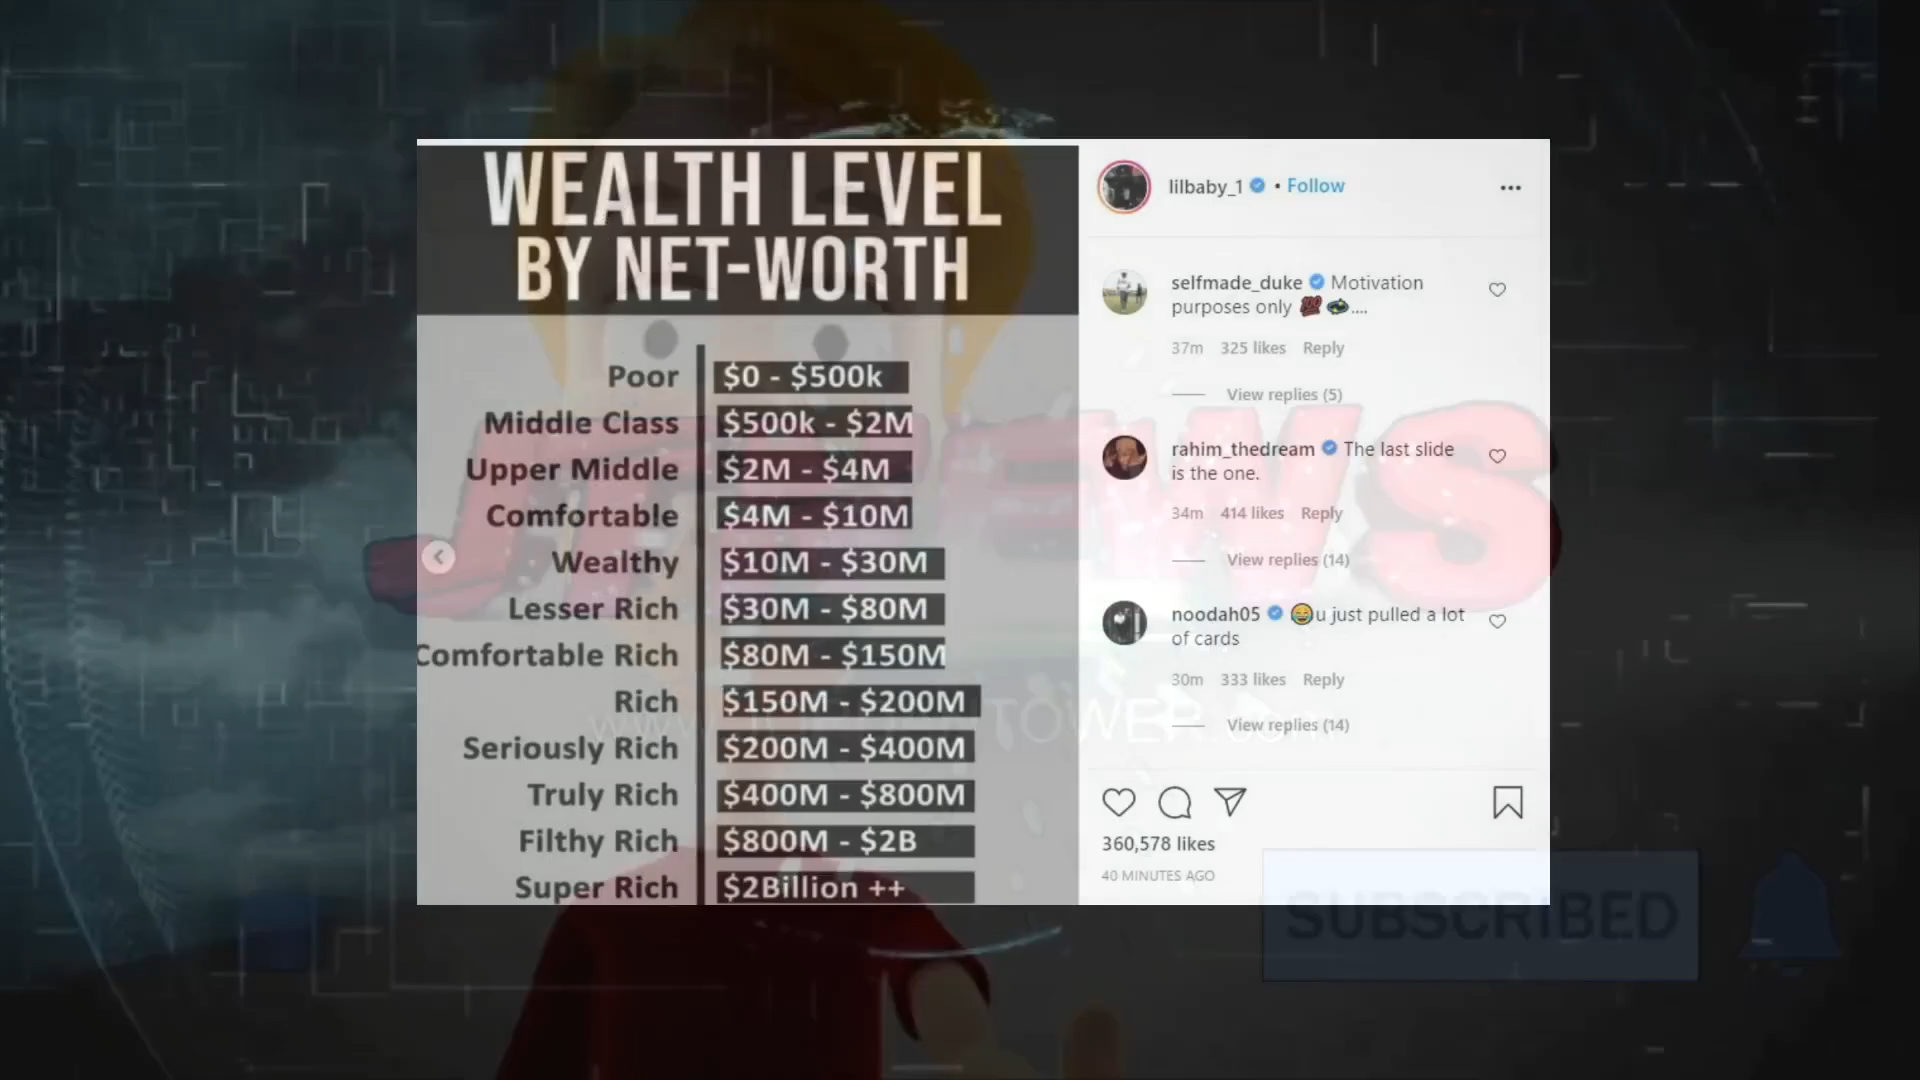 WEALTH LEVEL
BY NET-WORTH
Poor $0 - $500k
Middle Class $500k - $2M
Upper Middle $2M - $4M
Comfortable $4M - $10M
Wealthy $10M - $30M
Lesser Rich $30M - $80M
Comfortable Rich $80M - $150M
Rich $150M - $200M
Seriously Rich $200M - $400M
Truly Rich $400M - $800M
Filthy Rich $800M - $2B
Super Rich $2Billion ++
lilbaby_1 • Follow
selfmade_duke Motivation
purposes only 💯 💫....
37m 325 likes Reply
View replies (5)
rahim_thedream The last slide
is the one.
34m 414 likes Reply
View replies (14)
noodah05 😂u just pulled a lot
of cards
30m 333 likes Reply
View replies (14)
360,578 likes
40 MINUTES AGO
SUBSCRIBED